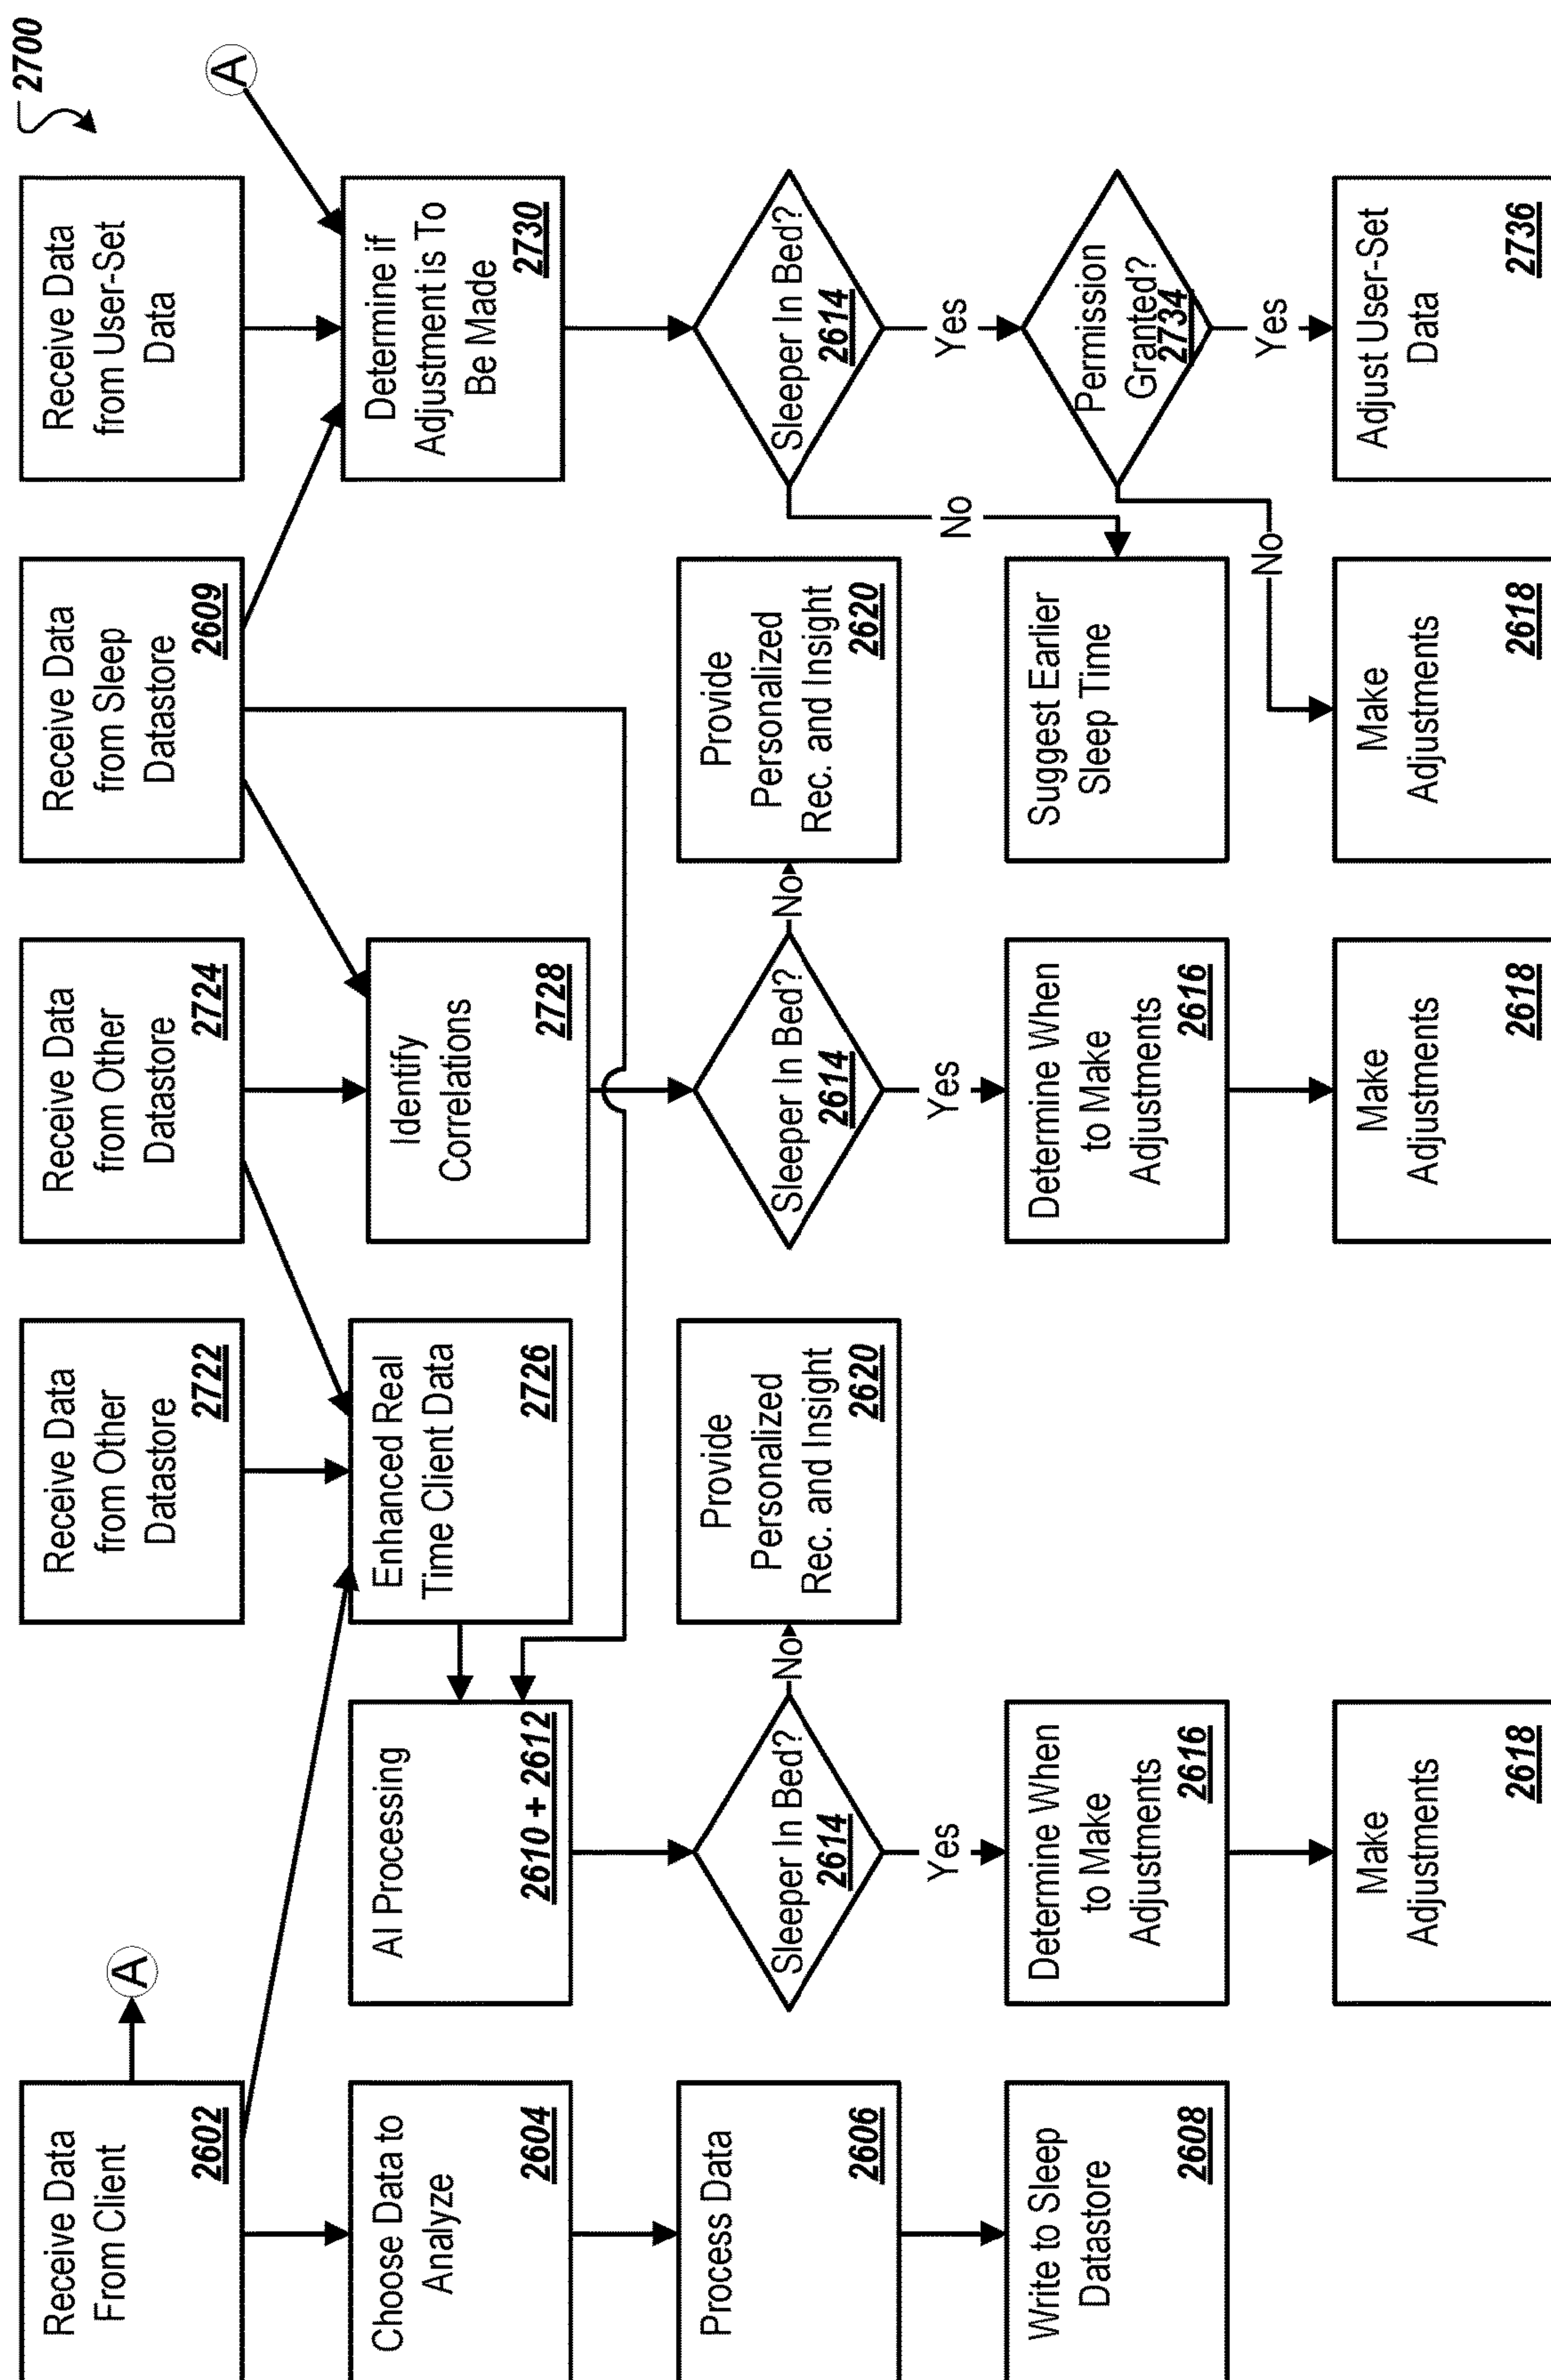 2700
Receive Data
From Client
2602
Receive Data
from Other
Datastore
2722
Receive Data
from Other
Datastore
2724
Receive Data
from Sleep
Datastore
2609
Receive Data
from User-Set
Data
A
A
Choose Data to
Analyze
2604
AI Processing
2610 + 2612
Enhanced Real
Time Client Data
2726
Identify
Correlations
2728
Determine if
Adjustment is To
Be Made
2730
Process Data
2606
Sleeper In Bed?
2614
No
Provide
Personalized
Rec. and Insight
2620
Sleeper In Bed?
2614
No
Provide
Personalized
Rec. and Insight
2620
Sleeper In Bed?
2614
Yes
Yes
No
Yes
Write to Sleep
Datastore
2608
Determine When
to Make
Adjustments
2616
Determine When
to Make
Adjustments
2616
Suggest Earlier
Sleep Time
Permission
Granted?
2734
No
Yes
Make
Adjustments
2618
Make
Adjustments
2618
Make
Adjustments
2618
Adjust User-Set
Data
2736